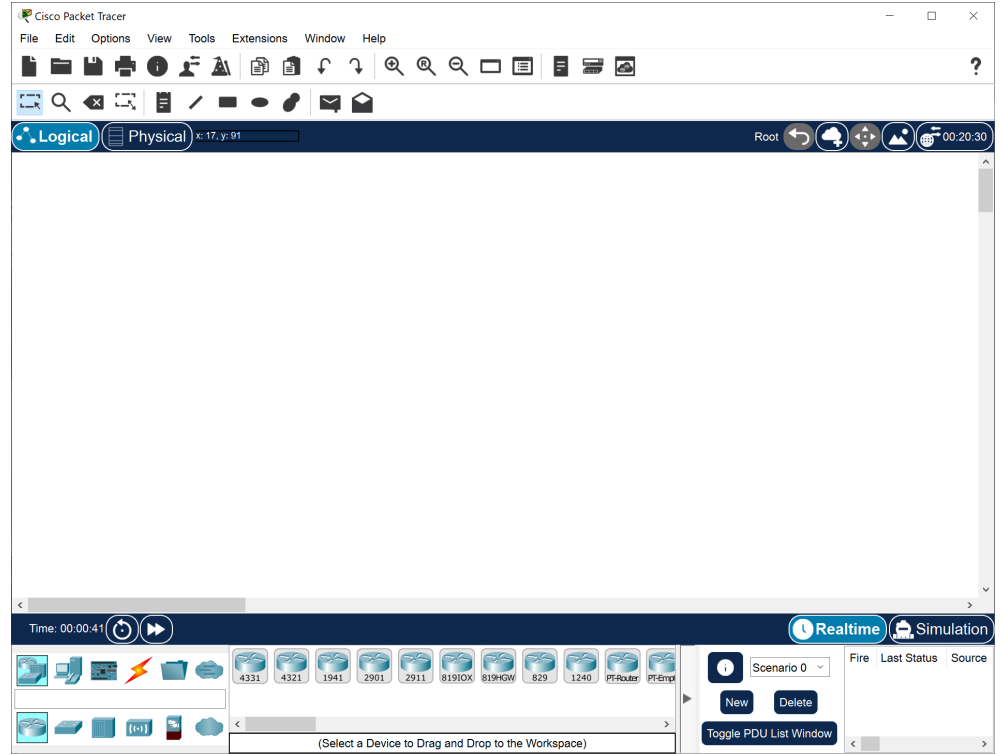 Cisco Packet Tracer
File Edit Options View Tools Extensions Window Help
R
?
Logical Physical x: 17, y: 91 Root 00:20:30
Time: 00:00:41 Realtime Simulation
4331 4321 1941 2901 2911 819IOX 819HGW 829 1240 PT-Router PT-Empt
Scenario 0
Fire Last Status Source
New Delete
Toggle PDU List Window
(Select a Device to Drag and Drop to the Workspace)